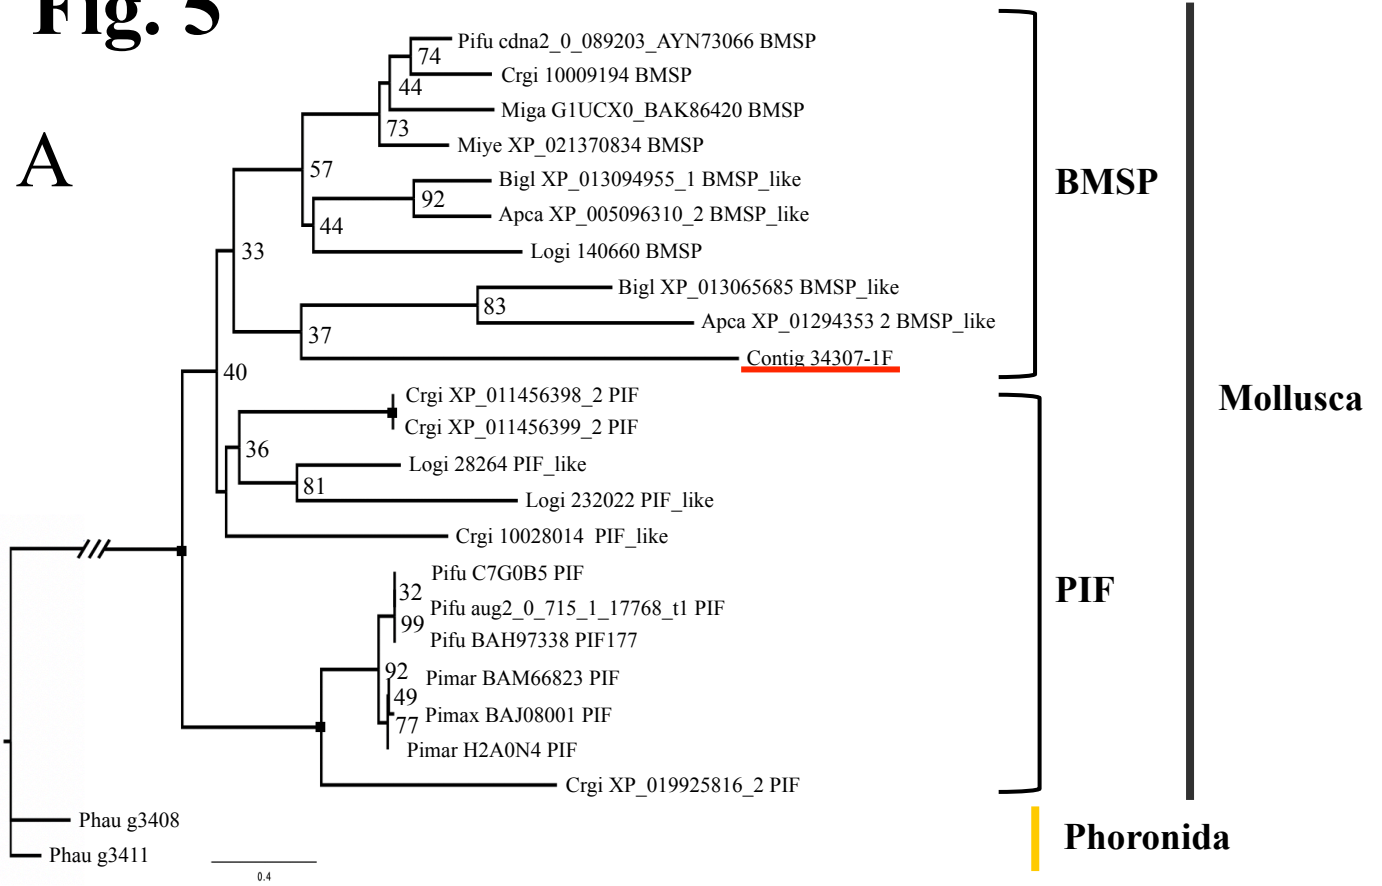 Fig. 5
A
Pifu cdna2_0_089203_AYN73066 BMSP
74
Crgi 10009194 BMSP
44
Miga G1UCX0_BAK86420 BMSP
73
Miye XP_021370834 BMSP
57
Bigl XP_013094955_1 BMSP_like
92
Apca XP_005096310_2 BMSP_like
44
Logi 140660 BMSP
33
Bigl XP_013065685 BMSP_like
83
Apca XP_01294353 2 BMSP_like
37
Contig 34307-1F
40
BMSP
Crgi XP_011456398_2 PIF
Crgi XP_011456399_2 PIF
36
Logi 28264 PIF_like
81
Logi 232022 PIF_like
Crgi 10028014 PIF_like
Pifu C7G0B5 PIF
32
Pifu aug2_0_715_1_17768_t1 PIF
99
Pifu BAH97338 PIF177
92
Pimar BAM66823 PIF
49
Pimax BAJ08001 PIF
77
Pimar H2A0N4 PIF
Crgi XP_019925816_2 PIF
PIF
Mollusca
Phau g3408
Phau g3411
Phoronida
0.4